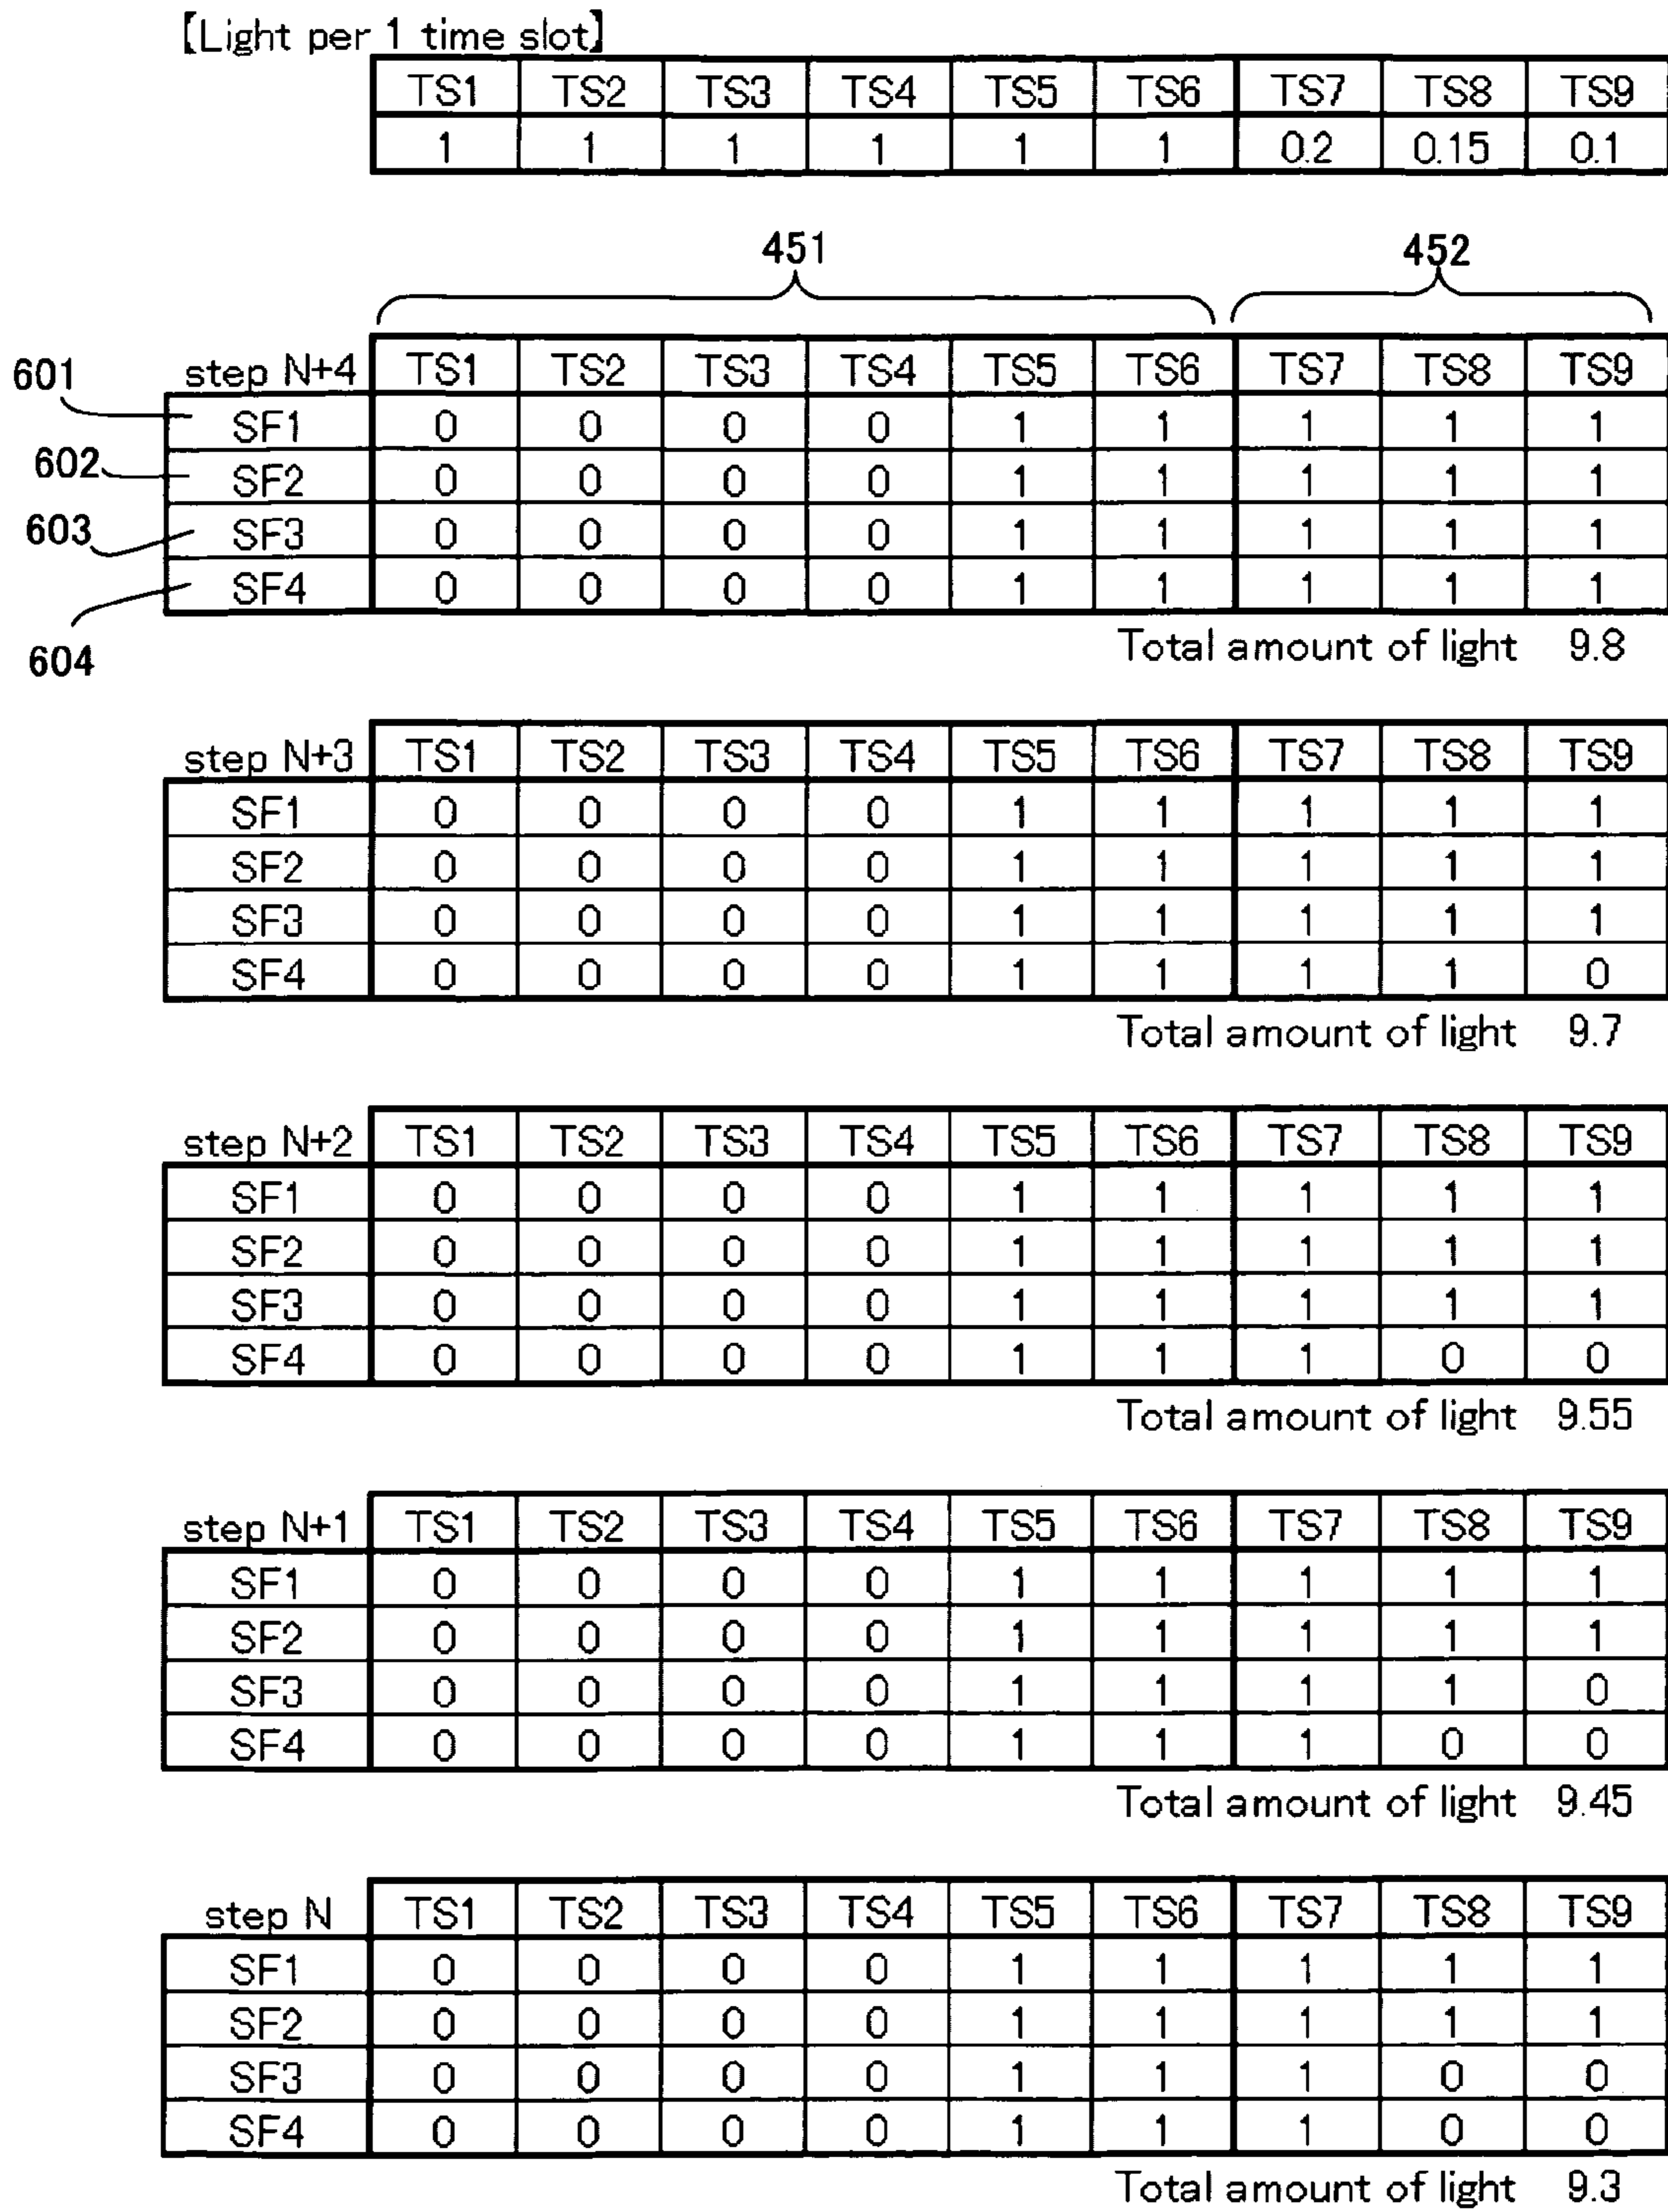 【Light per 1 time slot】
TS1 TS2 TS3 TS4 TS5 TS6 TS7 TS8 TS9
1 1 1 1 1 1 0.2 0.15 0.1
451 452
601 step N+4 TS1 TS2 TS3 TS4 TS5 TS6 TS7 TS8 TS9
SF1 0 0 0 0 1 1 1 1 1
602 SF2 0 0 0 0 1 1 1 1 1
603 SF3 0 0 0 0 1 1 1 1 1
SF4 0 0 0 0 1 1 1 1 1
604 Total amount of light 9.8
step N+3 TS1 TS2 TS3 TS4 TS5 TS6 TS7 TS8 TS9
SF1 0 0 0 0 1 1 1 1 1
SF2 0 0 0 0 1 1 1 1 1
SF3 0 0 0 0 1 1 1 1 1
SF4 0 0 0 0 1 1 1 1 0
Total amount of light 9.7
step N+2 TS1 TS2 TS3 TS4 TS5 TS6 TS7 TS8 TS9
SF1 0 0 0 0 1 1 1 1 1
SF2 0 0 0 0 1 1 1 1 1
SF3 0 0 0 0 1 1 1 1 1
SF4 0 0 0 0 1 1 1 0 0
Total amount of light 9.55
step N+1 TS1 TS2 TS3 TS4 TS5 TS6 TS7 TS8 TS9
SF1 0 0 0 0 1 1 1 1 1
SF2 0 0 0 0 1 1 1 1 1
SF3 0 0 0 0 1 1 1 1 0
SF4 0 0 0 0 1 1 1 0 0
Total amount of light 9.45
step N TS1 TS2 TS3 TS4 TS5 TS6 TS7 TS8 TS9
SF1 0 0 0 0 1 1 1 1 1
SF2 0 0 0 0 1 1 1 1 1
SF3 0 0 0 0 1 1 1 0 0
SF4 0 0 0 0 1 1 1 0 0
Total amount of light 9.3